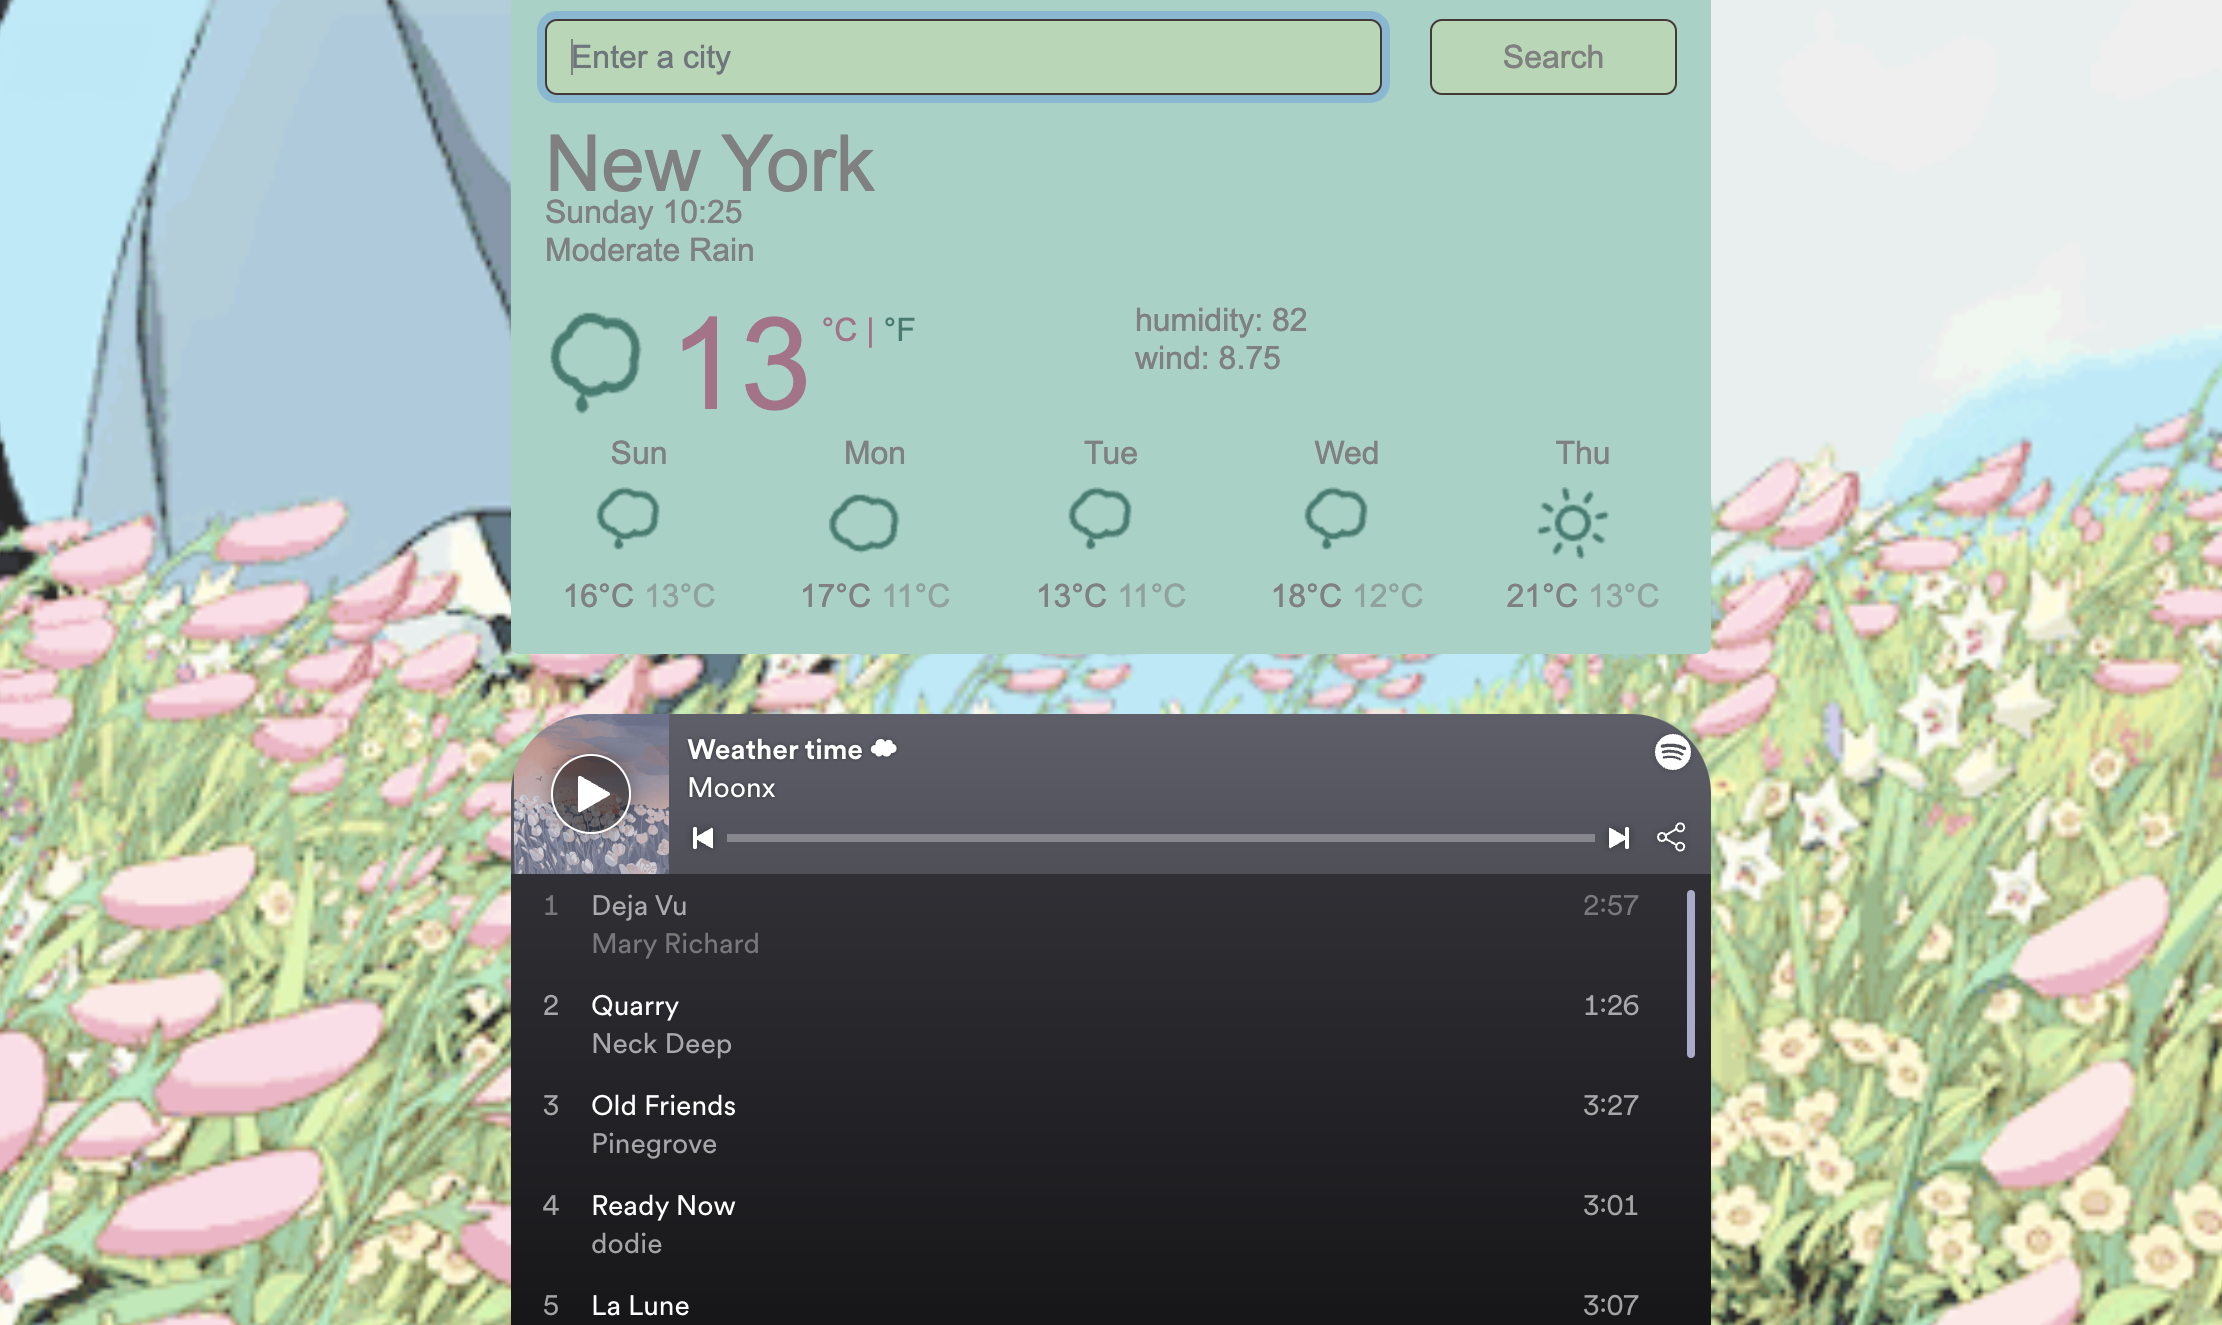 Enter a city
Search
New York
Sunday 10:25
Moderate Rain
13 °C | °F
humidity: 82
wind: 8.75
Sun Mon Tue Wed Thu
16°C 13°C 17°C 11°C 13°C 11°C 18°C 12°C 21°C 13°C
Weather time
Moonx
1 Deja Vu 2:57
Mary Richard
2 Quarry 1:26
Neck Deep
3 Old Friends 3:27
Pinegrove
4 Ready Now 3:01
dodie
5 La Lune 3:07